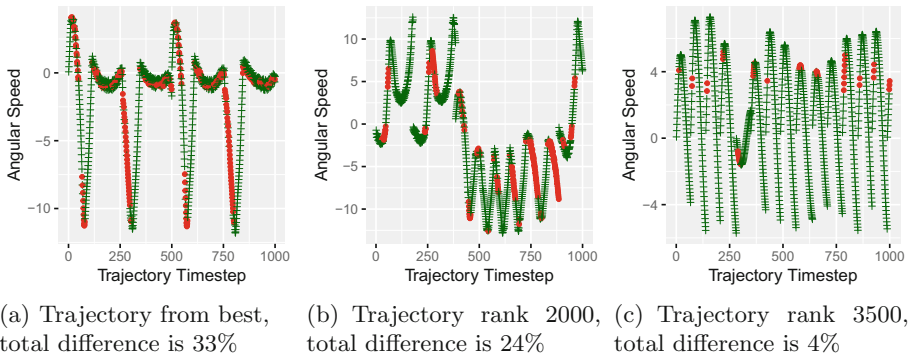 0
−5
−10
Angular Speed
0 250 500 750 1000
Trajectory Timestep
10
5
0
−5
−10
Angular Speed
0 250 500 750 1000
Trajectory Timestep
4
0
−4
Angular Speed
0 250 500 750 1000
Trajectory Timestep
(a) Trajectory from best,
total difference is 33%
(b) Trajectory rank 2000,
total difference is 24%
(c) Trajectory rank 3500,
total difference is 4%